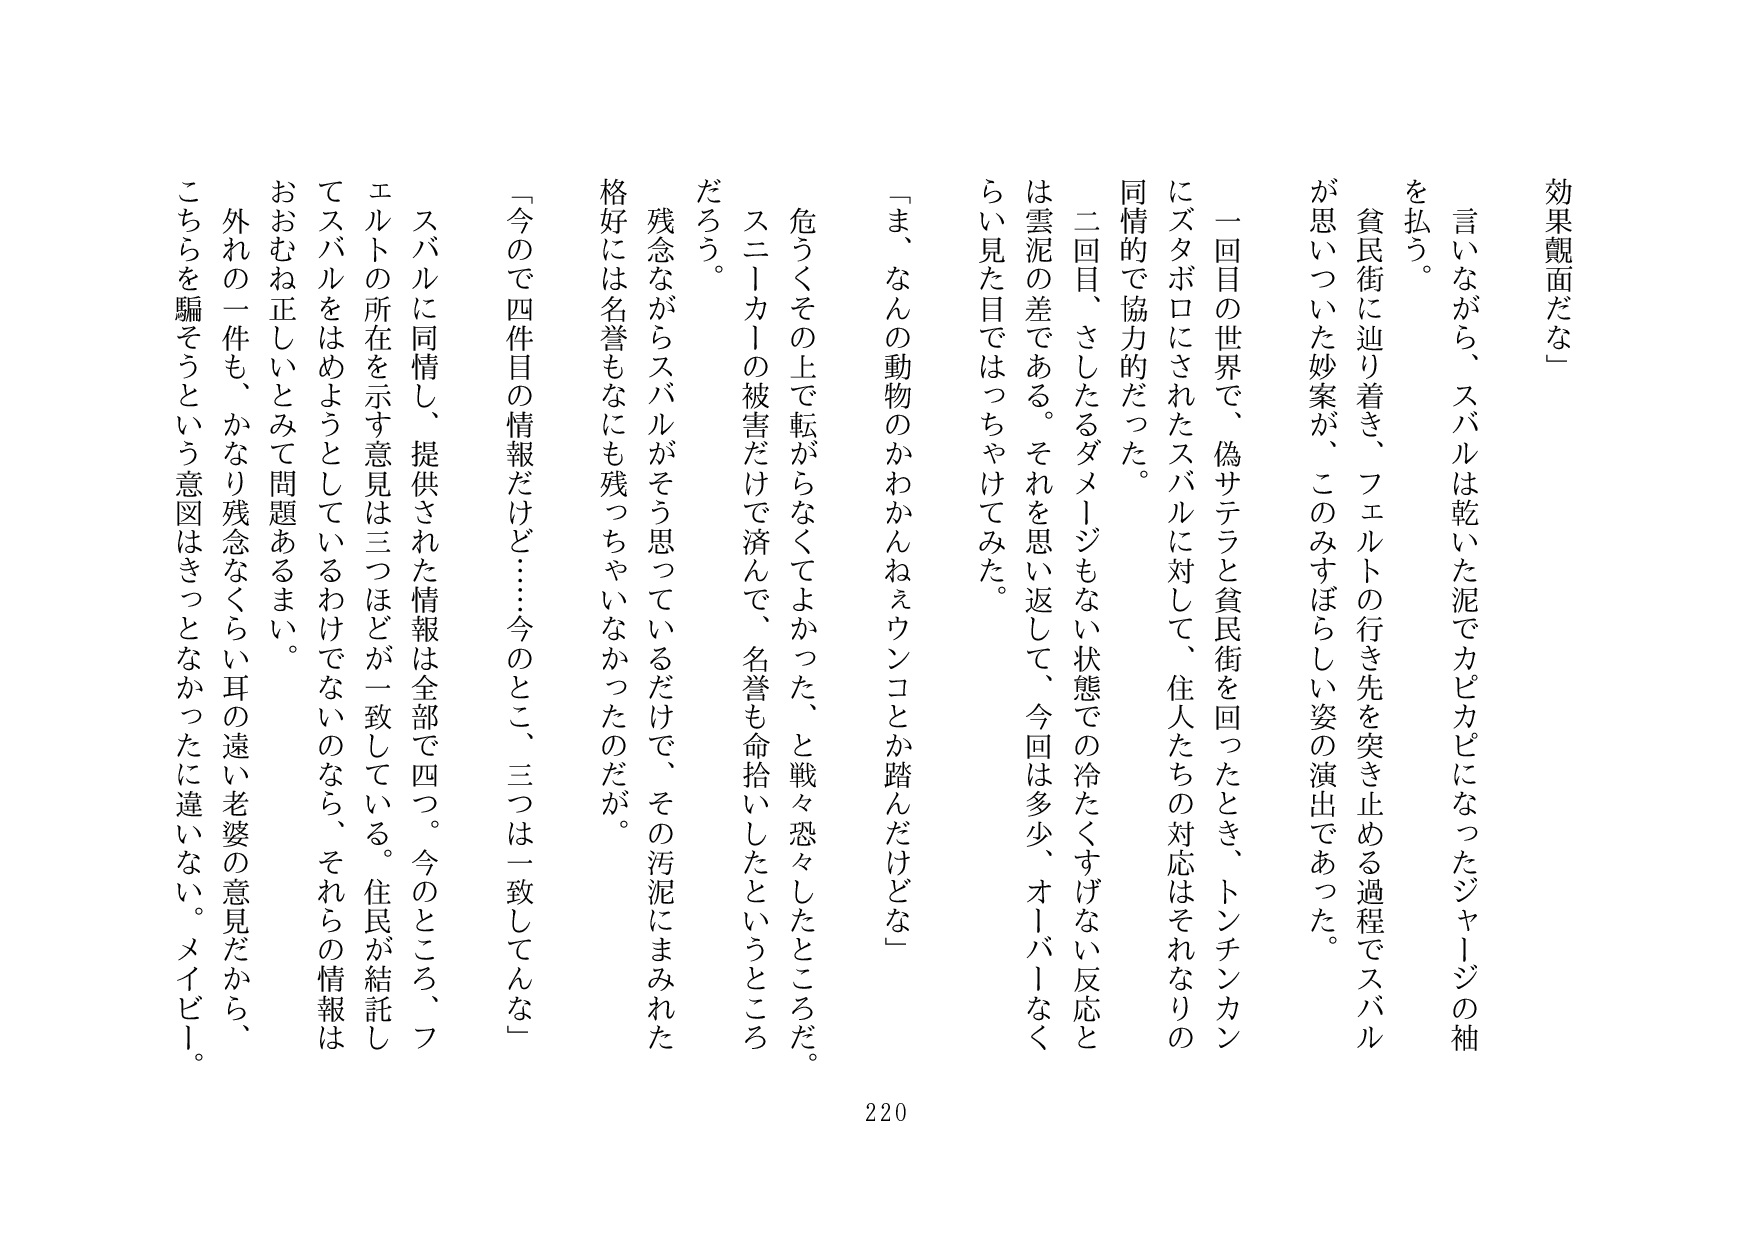 効果覿面だな」
　言いながら、スバルは乾いた泥でカピカピになったジャージの袖
を払う。
　貧民街に辿り着き、フェルトの行き先を突き止める過程でスバル
が思いついた妙案が、このみすぼらしい姿の演出であった。
　一回目の世界で、偽サテラと貧民街を回ったとき、トンチンカン
にズタボロにされたスバルに対して、住人たちの対応はそれなりの
同情的で協力的だった。
　二回目、さしたるダメージもない状態での冷たくすげない反応と
は雲泥の差である。それを思い返して、今回は多少、オーバーなく
らい見た目ではっちゃけてみた。
「ま、なんの動物のかわかんねぇウンコとか踏んだけどな」
　危うくその上で転がらなくてよかった、と戦々恐々したところだ。
　スニーカーの被害だけで済んで、名誉も命拾いしたというところ
だろう。
　残念ながらスバルがそう思っているだけで、その汚泥にまみれた
格好には名誉もなにも残っちゃいなかったのだが。
「今ので四件目の情報だけど……今のとこ、三つは一致してんな」
　スバルに同情し、提供された情報は全部で四つ。今のところ、フ
ェルトの所在を示す意見は三つほどが一致している。住民が結託し
てスバルをはめようとしているわけでないのなら、それらの情報は
おおむね正しいとみて問題あるまい。
　外れの一件も、かなり残念なくらい耳の遠い老婆の意見だから、
こちらを騙そうという意図はきっとなかったに違いない。メイビー。
220